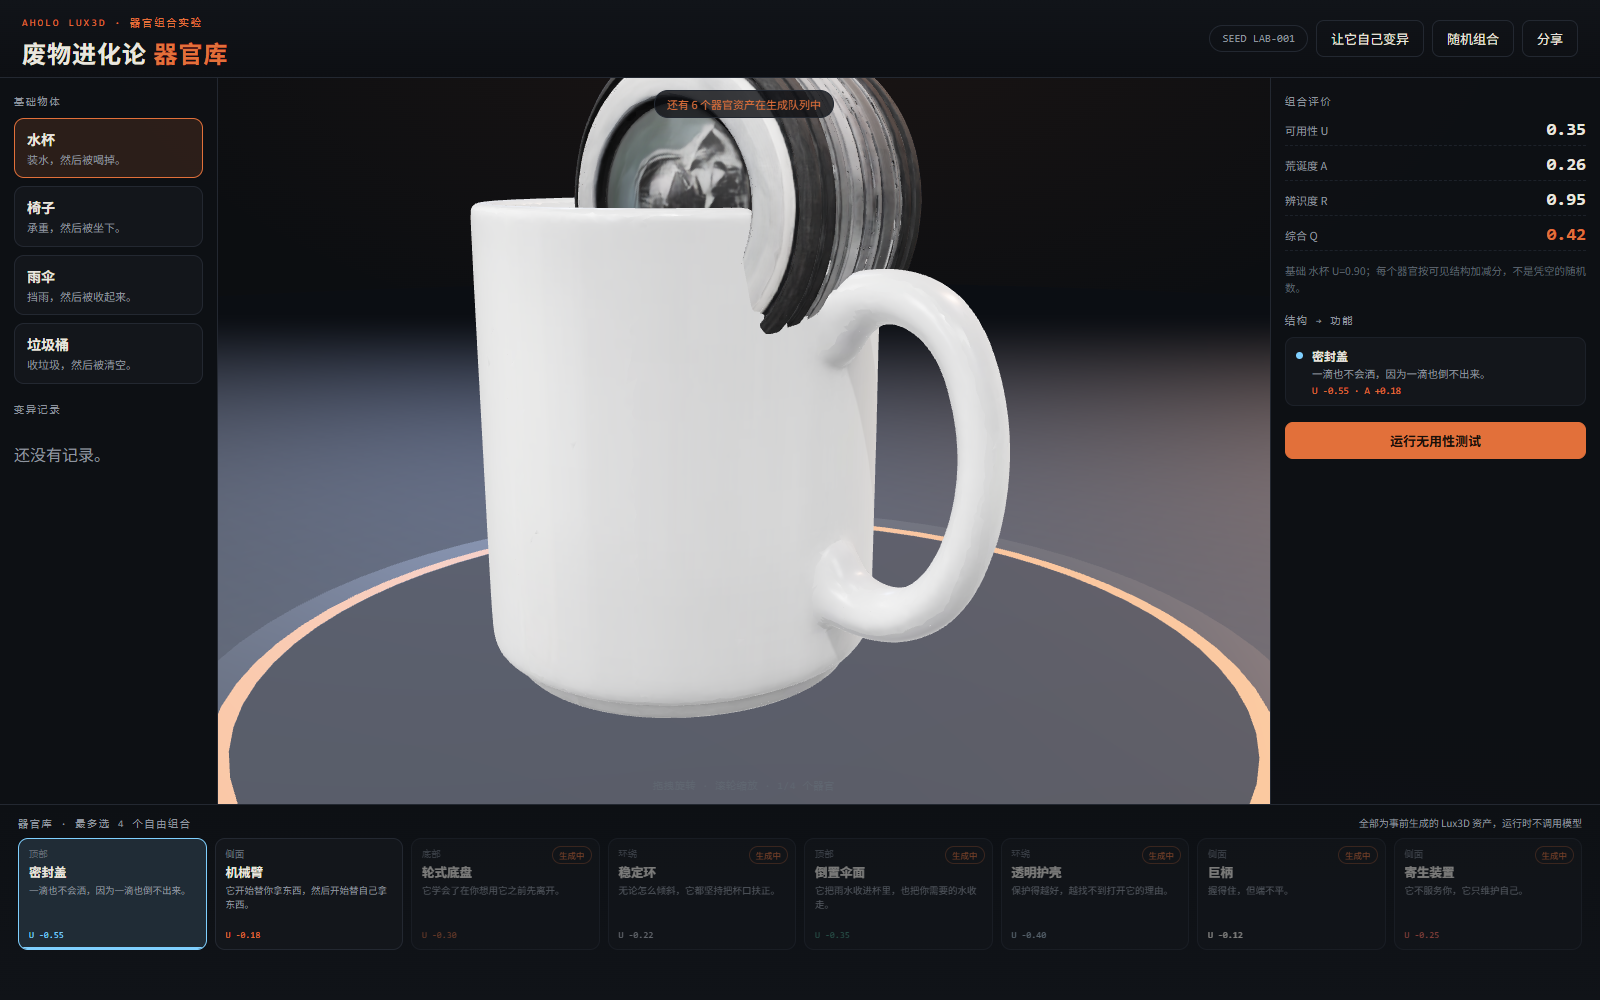 AHOLO LUX3D · 器官组合实验
废物进化论 器官库
SEED LAB-001
让它自己变异
随机组合
分享
基础物体
水杯
装水，然后被喝掉。
椅子
承重，然后被坐下。
雨伞
挡雨，然后被收起来。
垃圾桶
收垃圾，然后被清空。
变异记录
还没有记录。
还有 6 个器官资产在生成队列中
组合评价
可用性 U 0.35
荒诞度 A 0.26
辨识度 R 0.95
综合 Q 0.42
基础 水杯 U=0.90；每个器官按可见结构加减分，不是凭空的随机
数。
结构 → 功能
密封盖
一滴也不会洒，因为一滴也倒不出来。
U -0.55 · A +0.18
运行无用性测试
器官库 · 最多选 4 个自由组合
全部为事前生成的 Lux3D 资产，运行时不调用模型
顶部
密封盖
一滴也不会洒，因为一滴也倒不出来。
U -0.55
侧面
机械臂
它开始替你拿东西，然后开始替自己拿
东西。
U -0.18
底部
生成中
轮式底盘
它学会了在你想用它之前先离开。
U -0.30
环绕
生成中
稳定环
无论怎么倾斜，它都坚持把杯口扶正。
U -0.22
顶部
生成中
倒置伞面
它把雨水收进杯里，也把你需要的水收
走。
U -0.35
环绕
生成中
透明护壳
保护得越好，越找不到打开它的理由。
U -0.40
侧面
生成中
巨柄
握得住，但端不平。
U -0.12
侧面
生成中
寄生装置
它不服务你，它只维护自己。
U -0.25